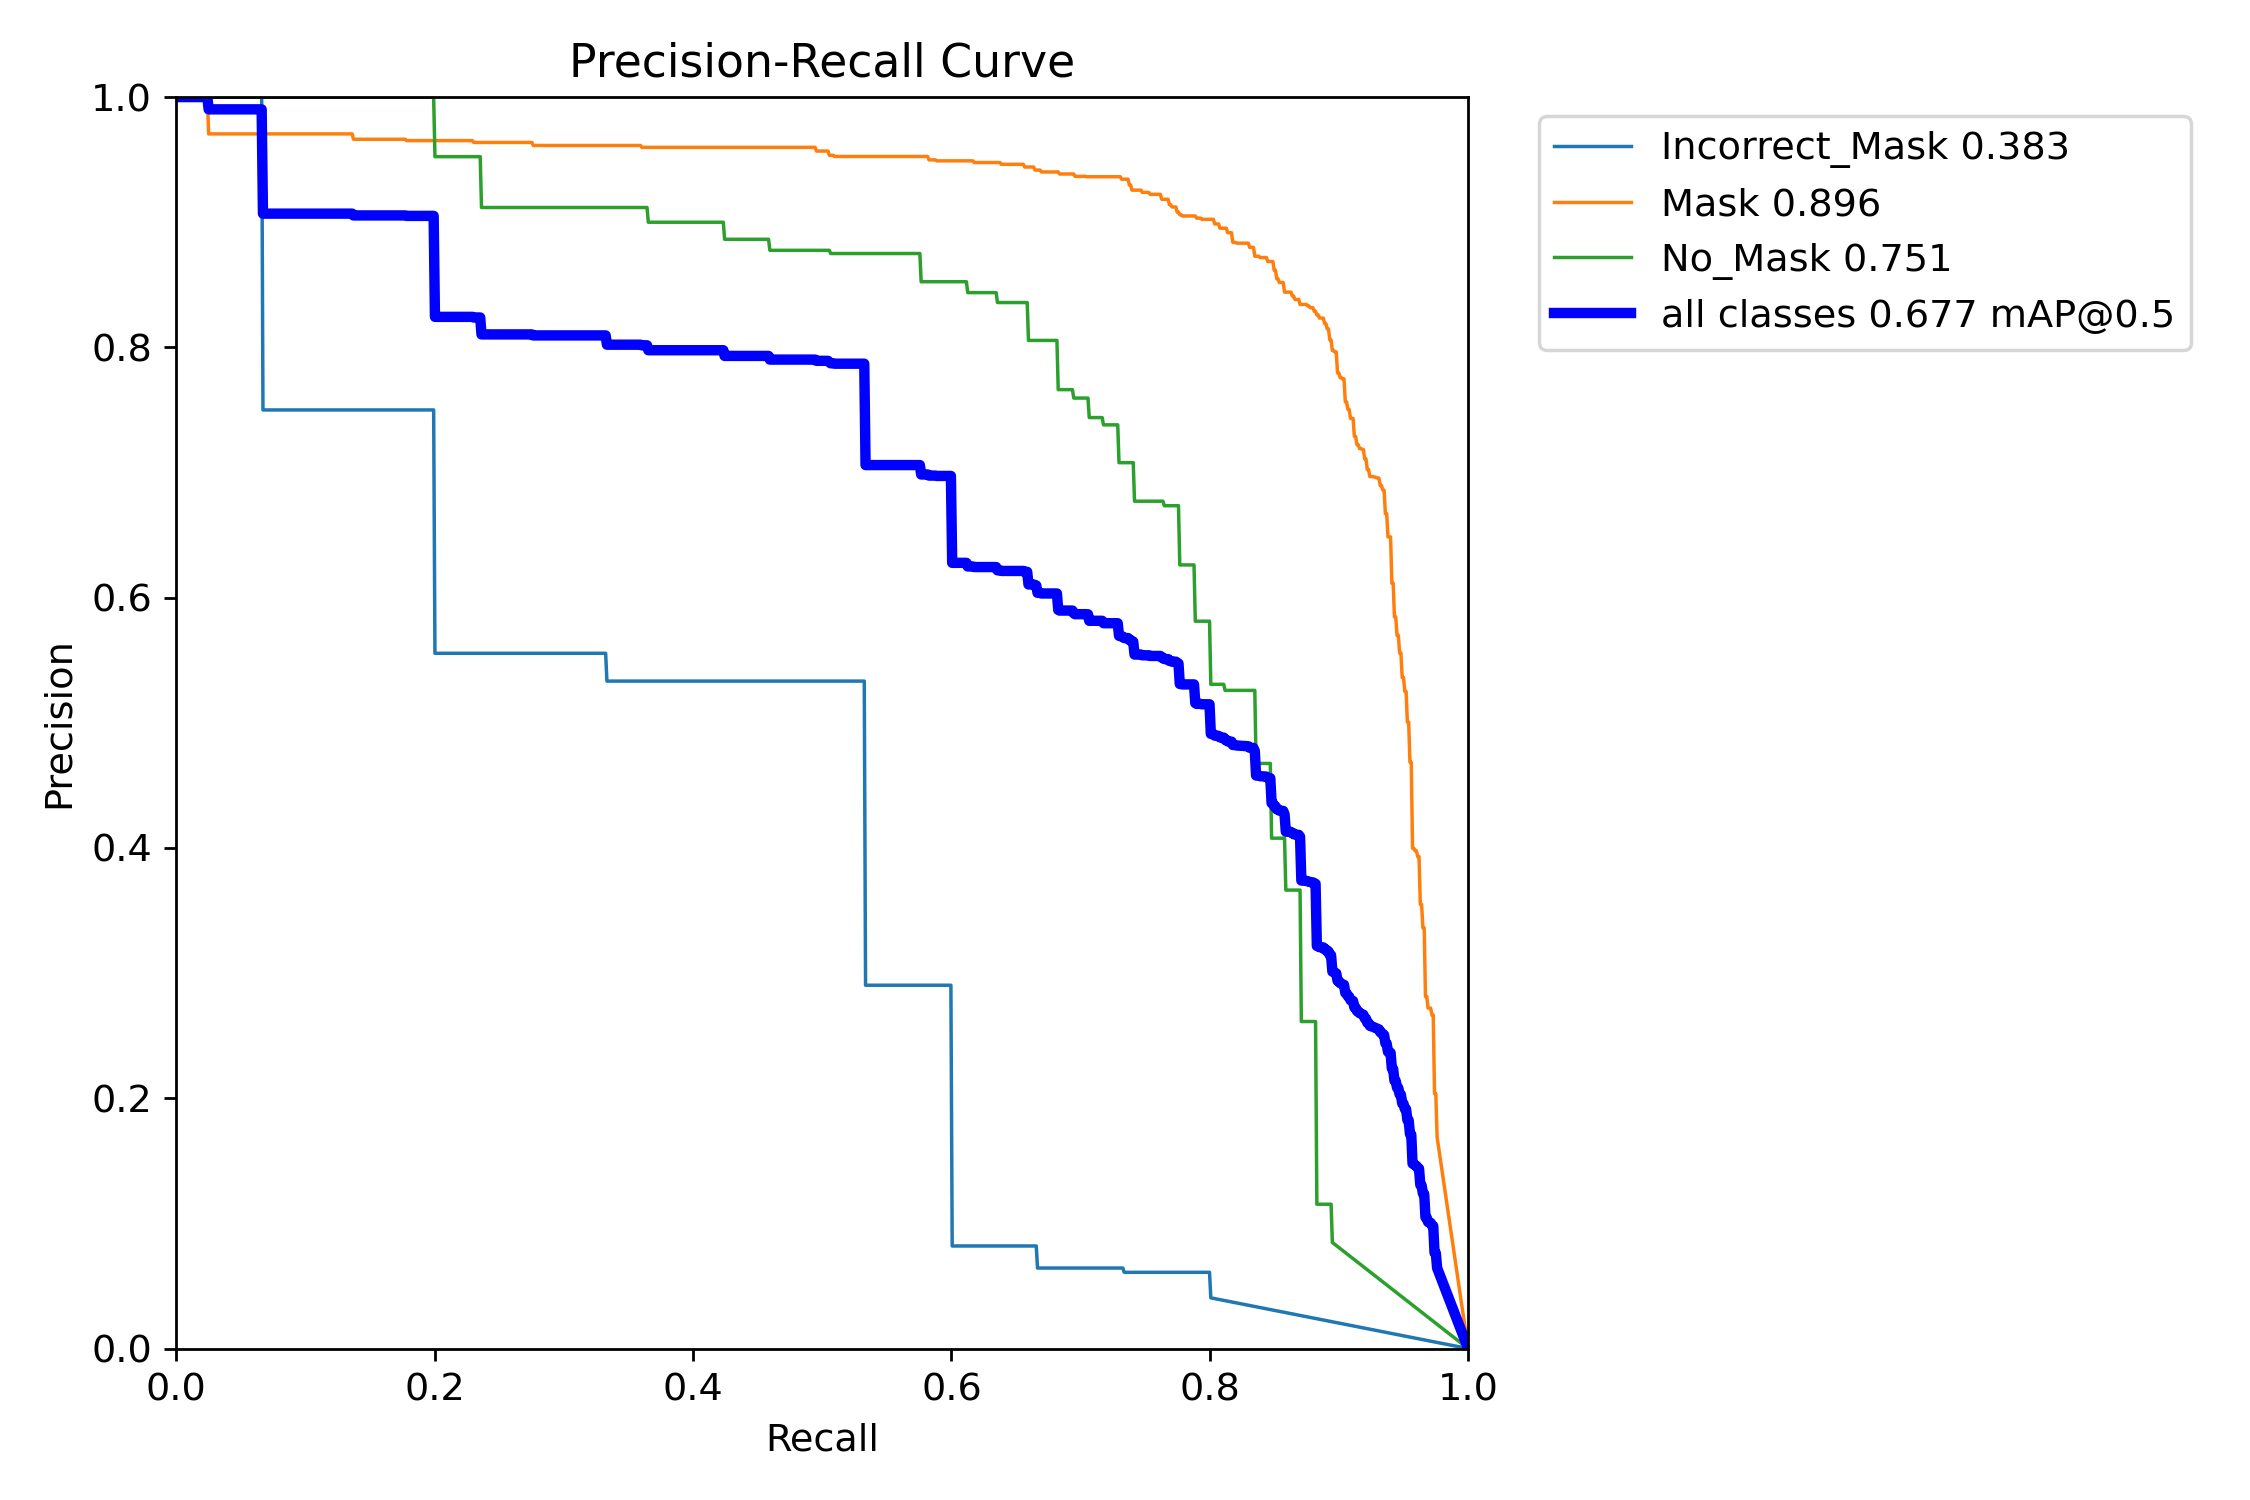 Precision-Recall Curve
1.0
0.8
0.6
0.4
0.2
0.0
Precision
0.0 0.2 0.4 0.6 0.8 1.0
Recall
Incorrect_Mask 0.383
Mask 0.896
No_Mask 0.751
all classes 0.677 mAP@0.5